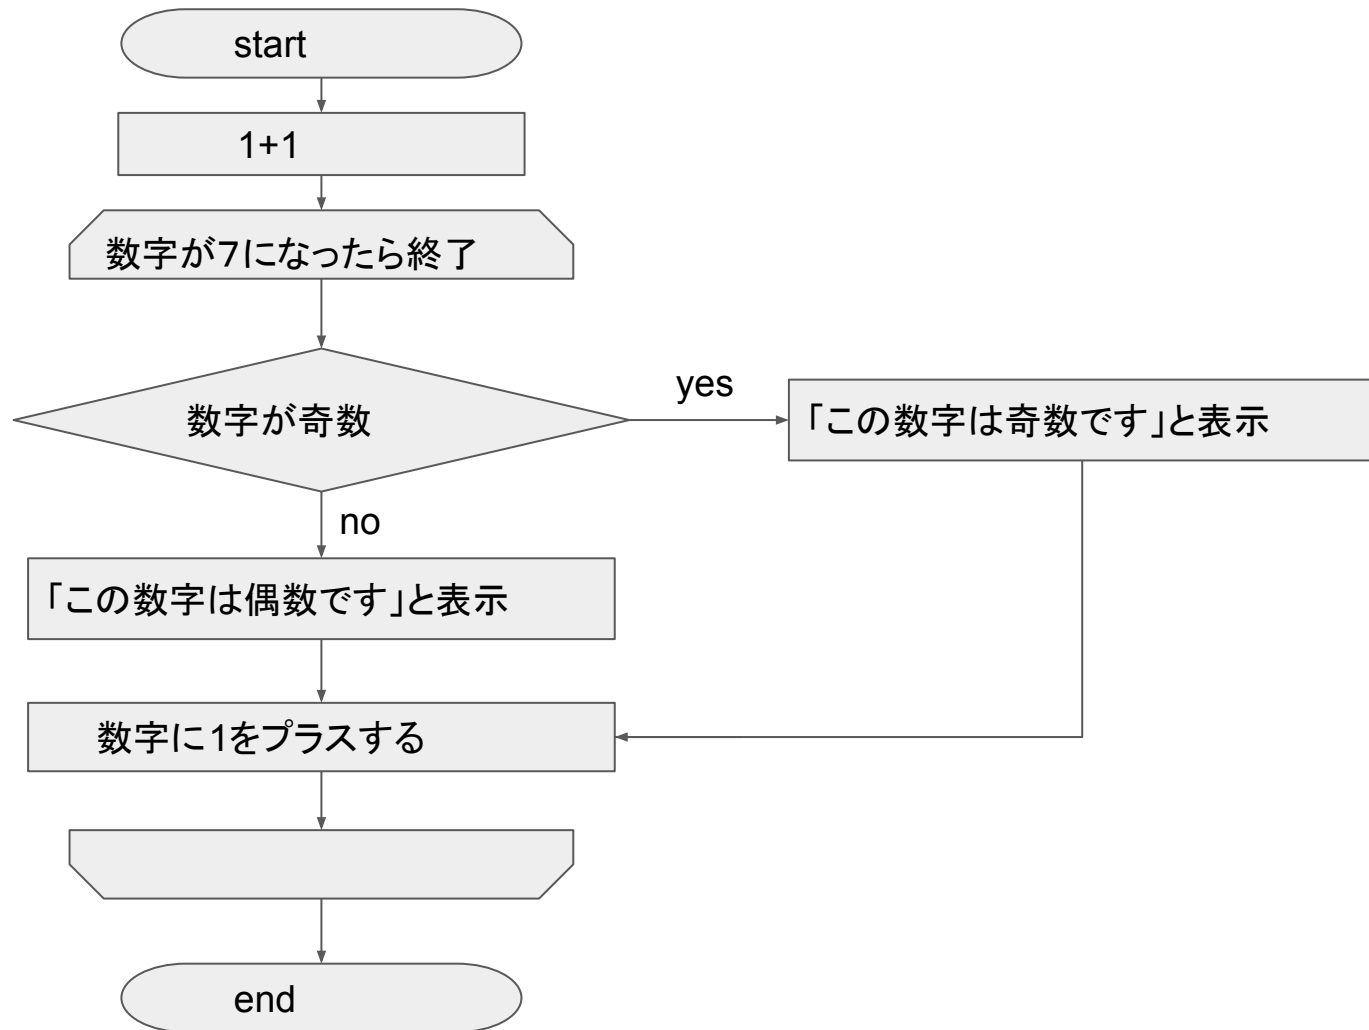 start
1+1
数字が7になったら終了
数字が奇数
yes
「この数字は奇数です」と表示
no
「この数字は偶数です」と表示
数字に1をプラスする
end